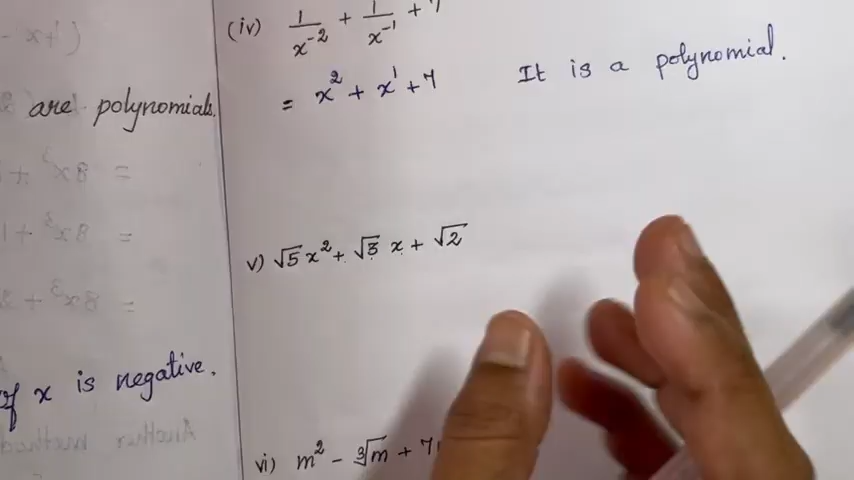 are polynomials.
If x is negative.
(iv) 1/x⁻² + 1/x⁻¹ + 7
= x² + x¹ + 7 It is a polynomial.
v) √5 x² + √3 x + √2
vi) m² - ∛m + 7